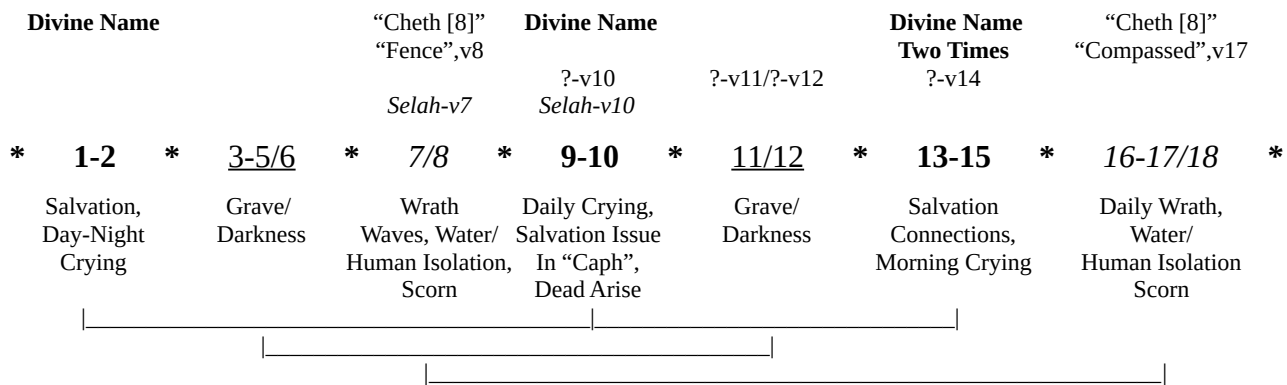 Divine Name “Cheth [8]” Divine Name Divine Name “Cheth [8]”
“Fence”,v8 Two Times “Compassed”,v17
?-v10 ?-v11/?-v12 ?-v14
Selah-v7 Selah-v10
* 1-2 * 3-5/6 * 7/8 * 9-10 * 11/12 * 13-15 * 16-17/18 *
Salvation, Grave/ Wrath Daily Crying, Grave/ Salvation Daily Wrath,
Day-Night Darkness Waves, Water/ Salvation Issue Darkness Connections, Water/
Crying Human Isolation, In “Caph”, Morning Crying Human Isolation
Scorn Dead Arise Scorn